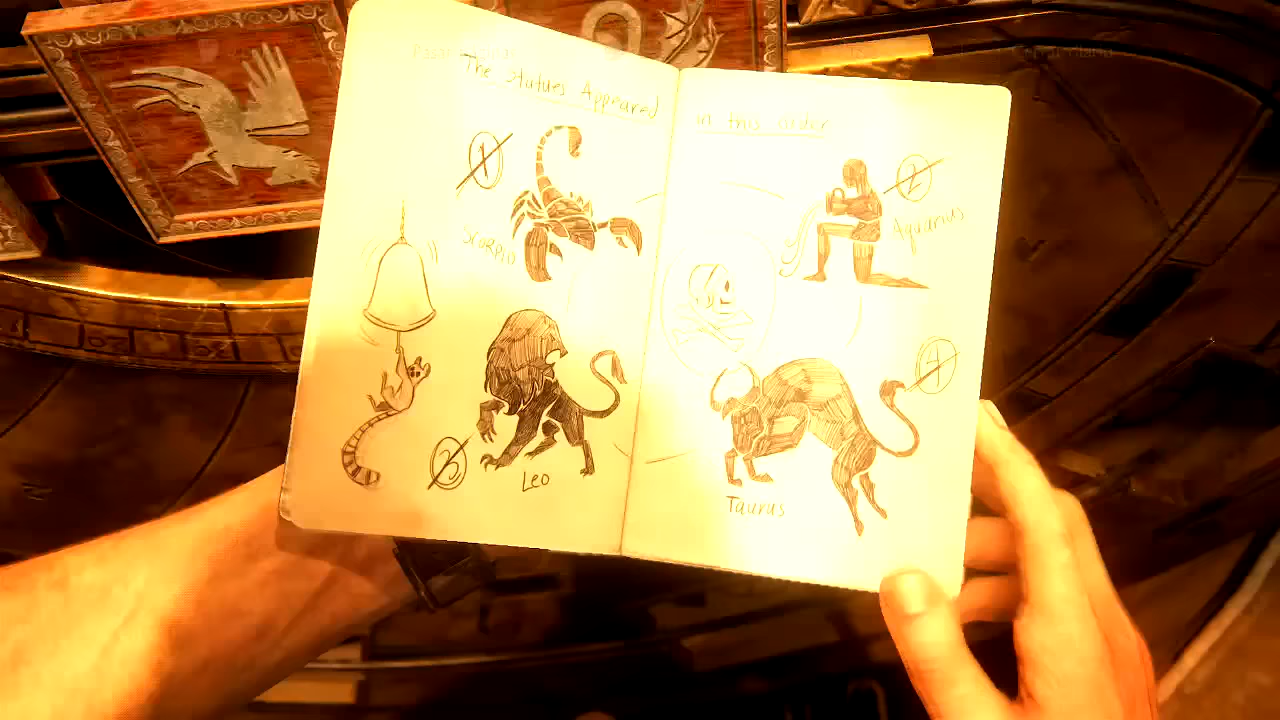 The Statues Appeared
in this order
1
Scorpio
2
Aquarius
3
Leo
4
Taurus